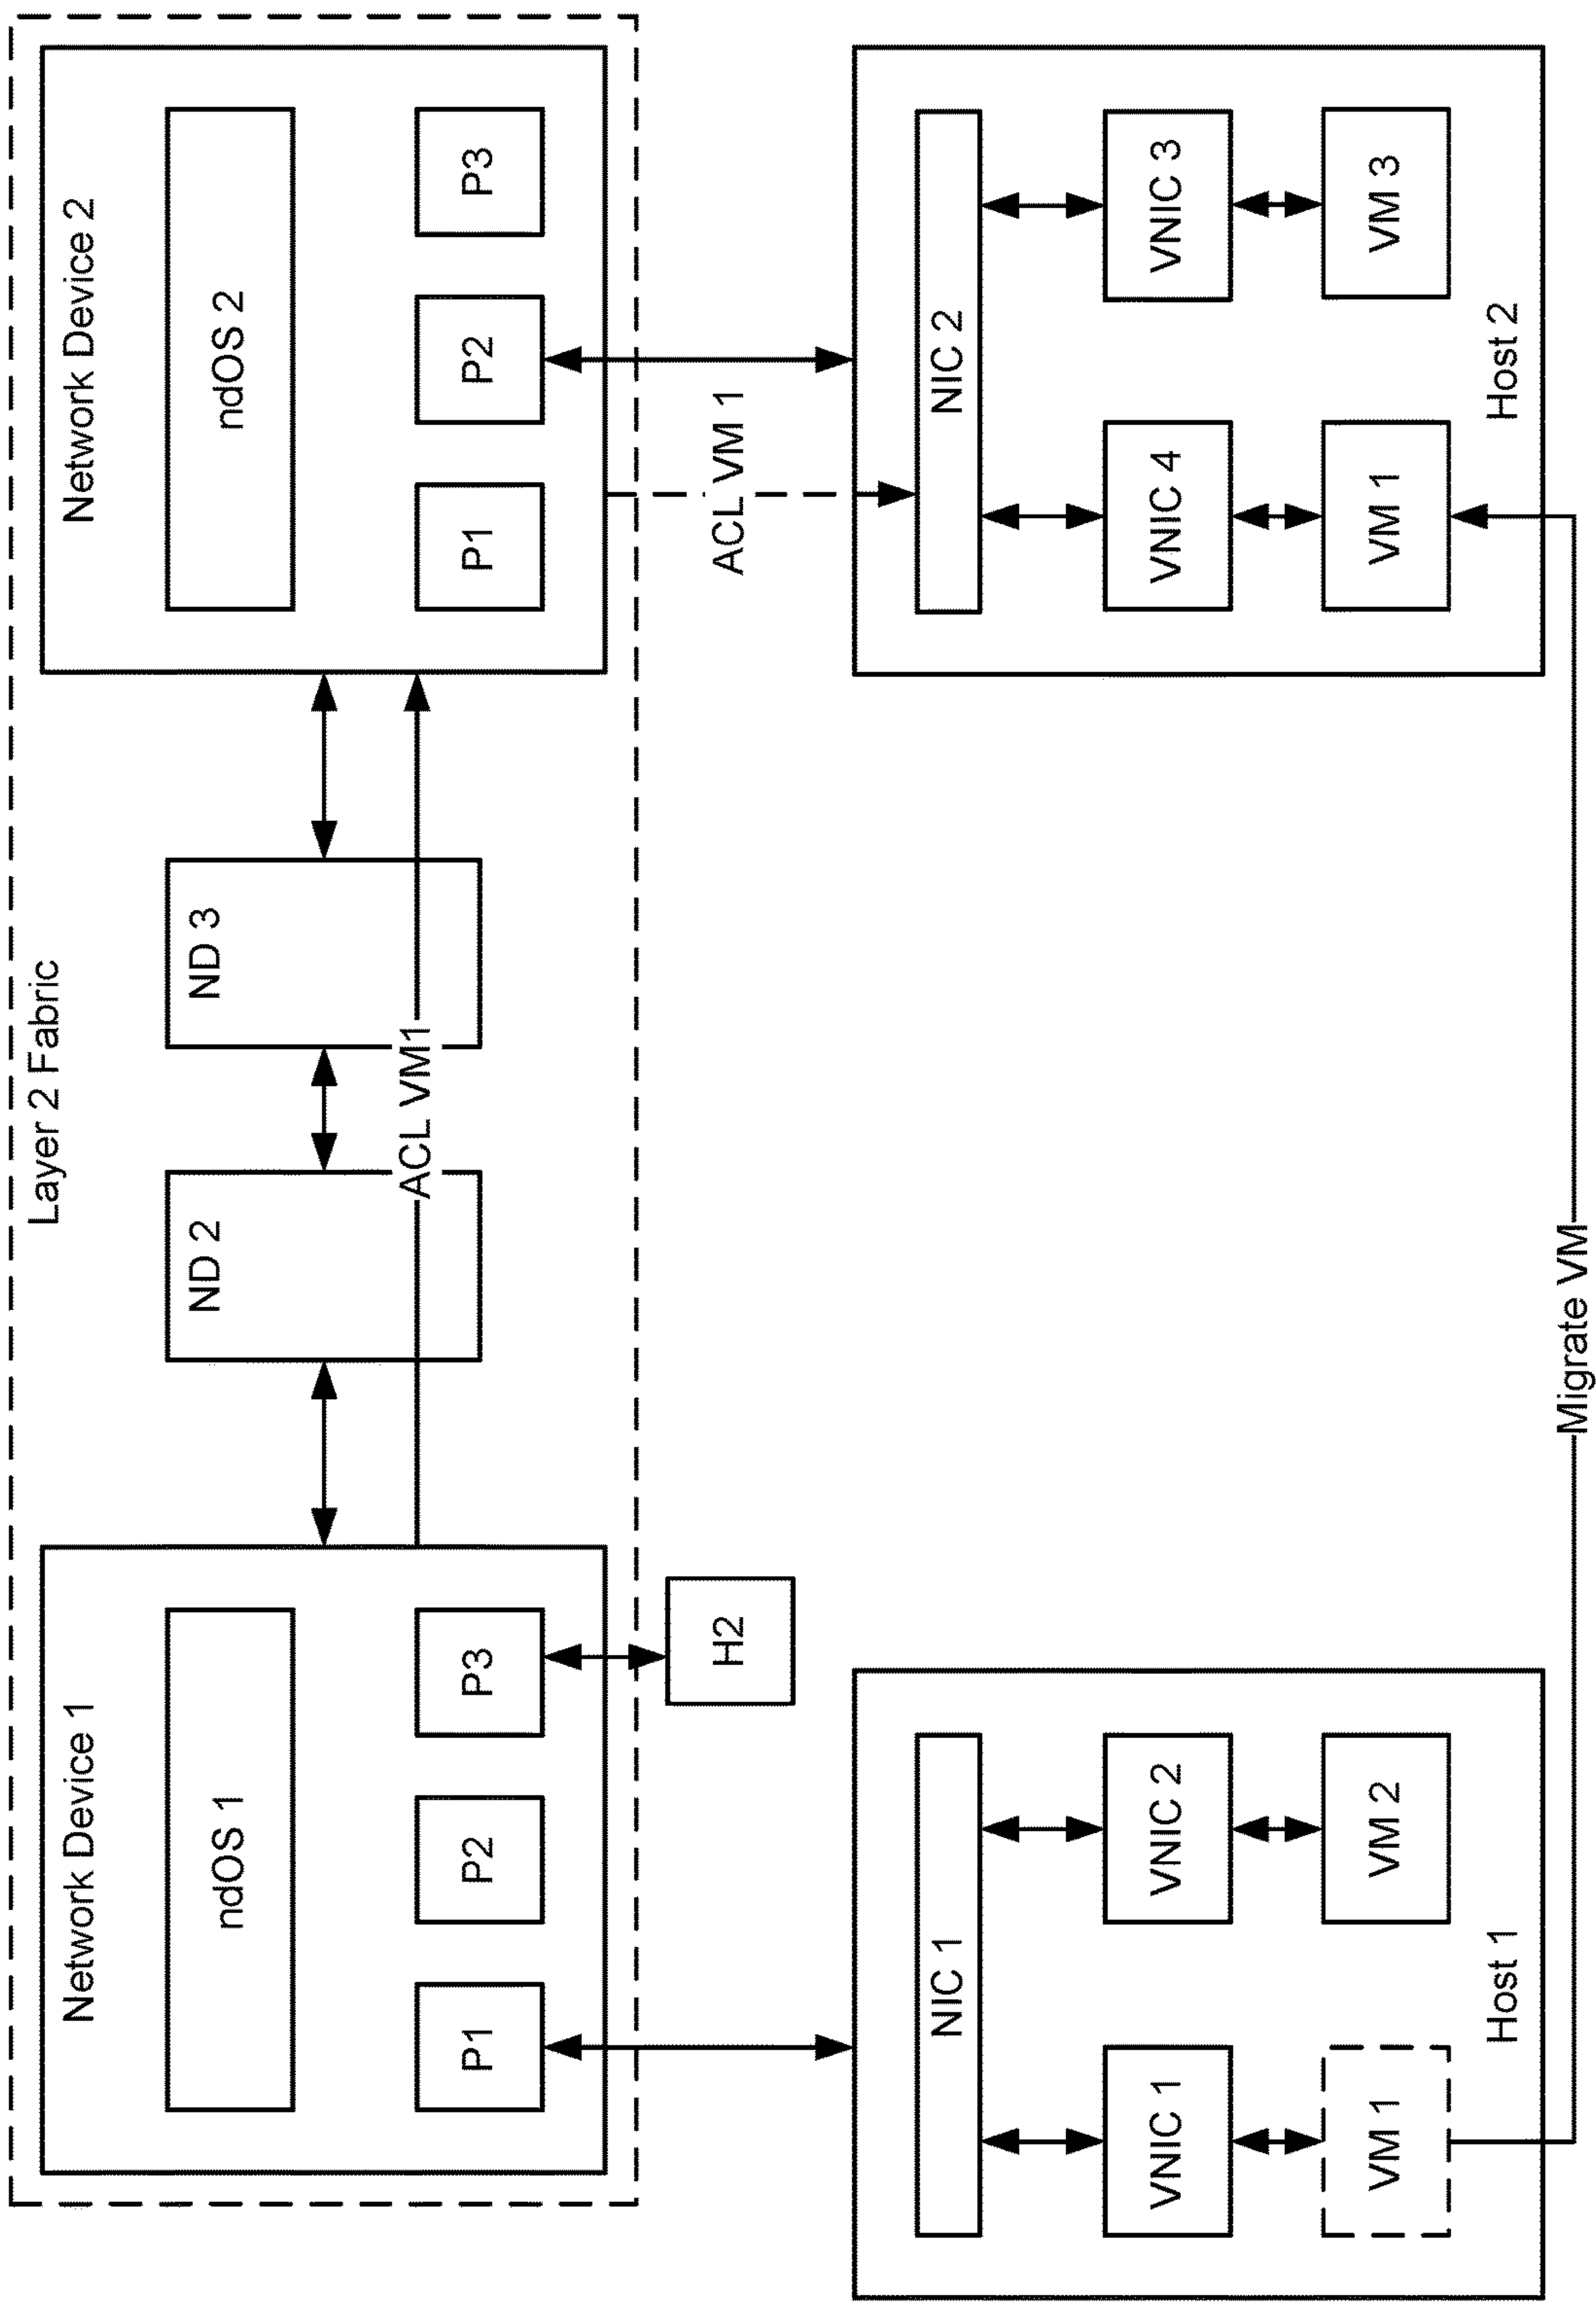 Layer 2 Fabric
Network Device 1
ndOS 1
P1
P2
P3
ND 2
ND 3
ACL VM1
Network Device 2
ndOS 2
P1
P2
P3
H2
ACL VM 1
NIC 1
VNIC 1
VNIC 2
VM 1
VM 2
Host 1
NIC 2
VNIC 4
VNIC 3
VM 1
VM 3
Host 2
Migrate VM